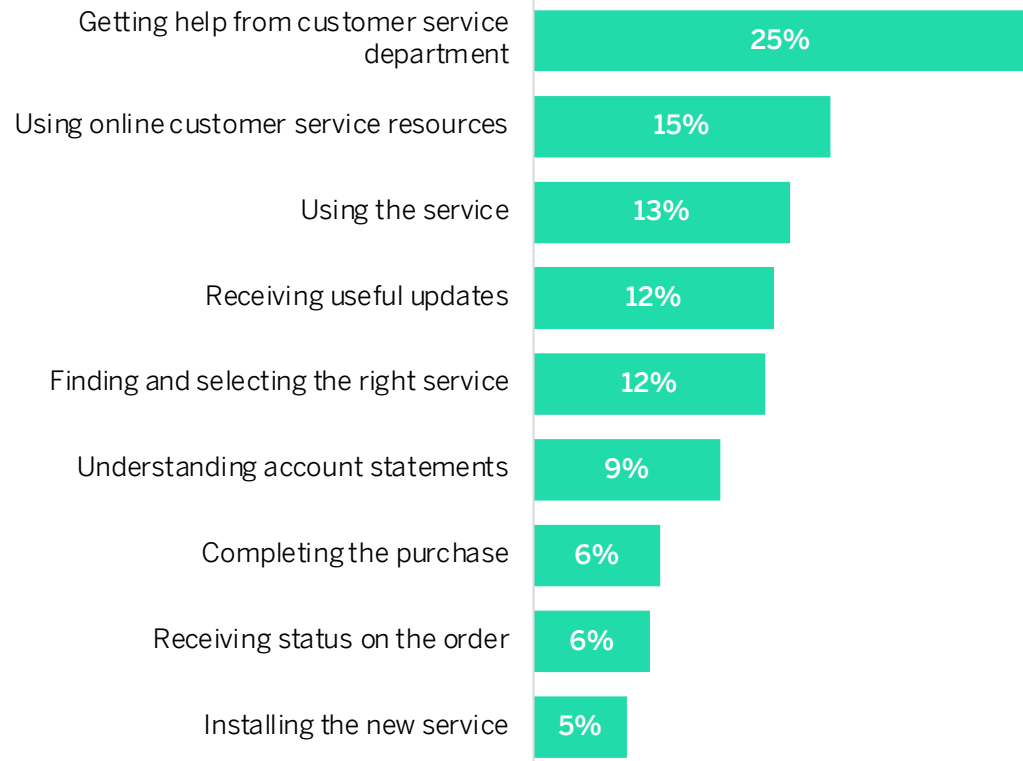 Getting help from customer service
department
25%
Using online customer service resources
15%
Using the service
13%
Receiving useful updates
12%
Finding and selecting the right service
12%
Understanding account statements
9%
Completing the purchase
6%
Receiving status on the order
6%
Installing the new service
5%